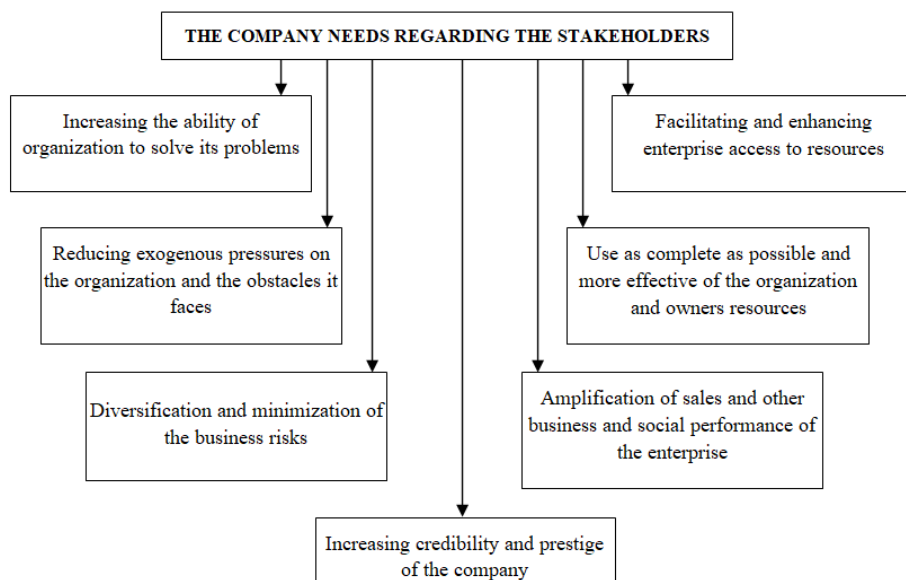 THE COMPANY NEEDS REGARDING THE STAKEHOLDERS
Increasing the ability of
organization to solve its problems
Facilitating and enhancing
enterprise access to resources
Reducing exogenous pressures on
the organization and the obstacles it
faces
Use as complete as possible and
more effective of the organization
and owners resources
Diversification and minimization of
the business risks
Amplification of sales and other
business and social performance of
the enterprise
Increasing credibility and prestige
of the company